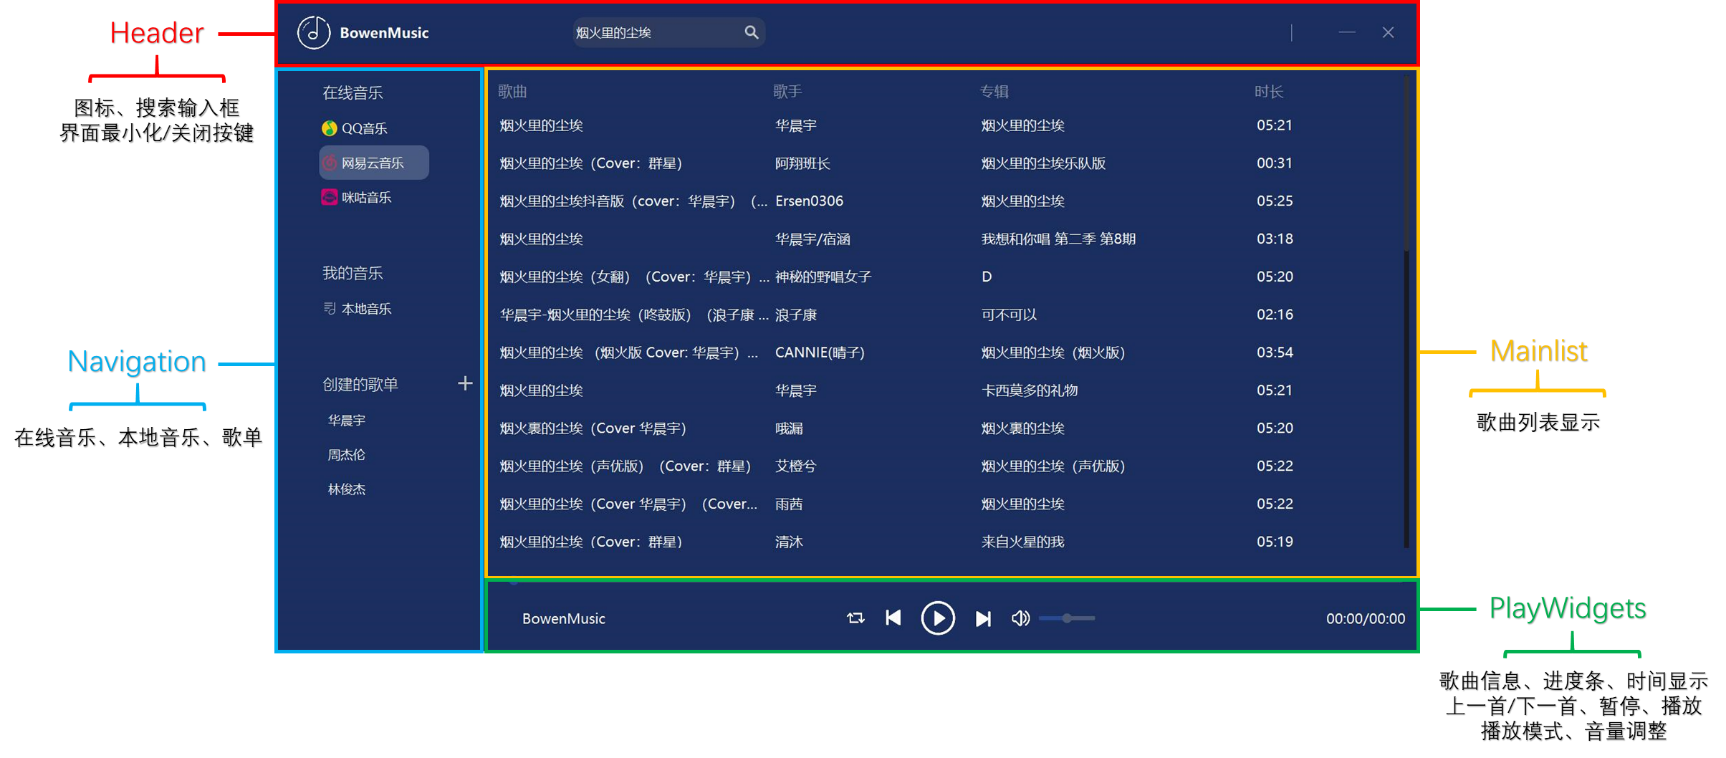 Header
图标、搜索输入框
界面最小化/关闭按键
BowenMusic
烟火里的尘埃
Navigation
在线音乐、本地音乐、歌单
在线音乐
QQ音乐
网易云音乐
咪咕音乐
我的音乐
本地音乐
创建的歌单 +
华晨宇
周杰伦
林俊杰
歌曲 歌手 专辑 时长
烟火里的尘埃 华晨宇 烟火里的尘埃 05:21
烟火里的尘埃（Cover：群星） 阿翔班长 烟火里的尘埃乐队版 00:31
烟火里的尘埃抖音版（cover：华晨宇）（... Ersen0306 烟火里的尘埃 05:25
烟火里的尘埃 华晨宇/宿涵 我想和你唱 第二季 第8期 03:18
烟火里的尘埃（女翻）（Cover：华晨宇）... 神秘的野唱女子 D 05:20
华晨宇-烟火里的尘埃（咚鼓版）（浪子康 ... 浪子康 可不可以 02:16
烟火里的尘埃 （烟火版 Cover: 华晨宇）... CANNIE(晴子) 烟火里的尘埃（烟火版） 03:54
烟火里的尘埃 华晨宇 卡西莫多的礼物 05:21
烟火裏的尘埃（Cover 华晨宇） 哦漏 烟火裏的尘埃 05:20
烟火里的尘埃（声优版）（Cover：群星） 艾橙兮 烟火里的尘埃（声优版） 05:22
烟火里的尘埃（Cover 华晨宇）（Cover... 雨茜 烟火里的尘埃 05:22
烟火里的尘埃（Cover：群星） 清沐 来自火星的我 05:19
Mainlist
歌曲列表显示
BowenMusic 00:00/00:00
PlayWidgets
歌曲信息、进度条、时间显示
上一首/下一首、暂停、播放
播放模式、音量调整